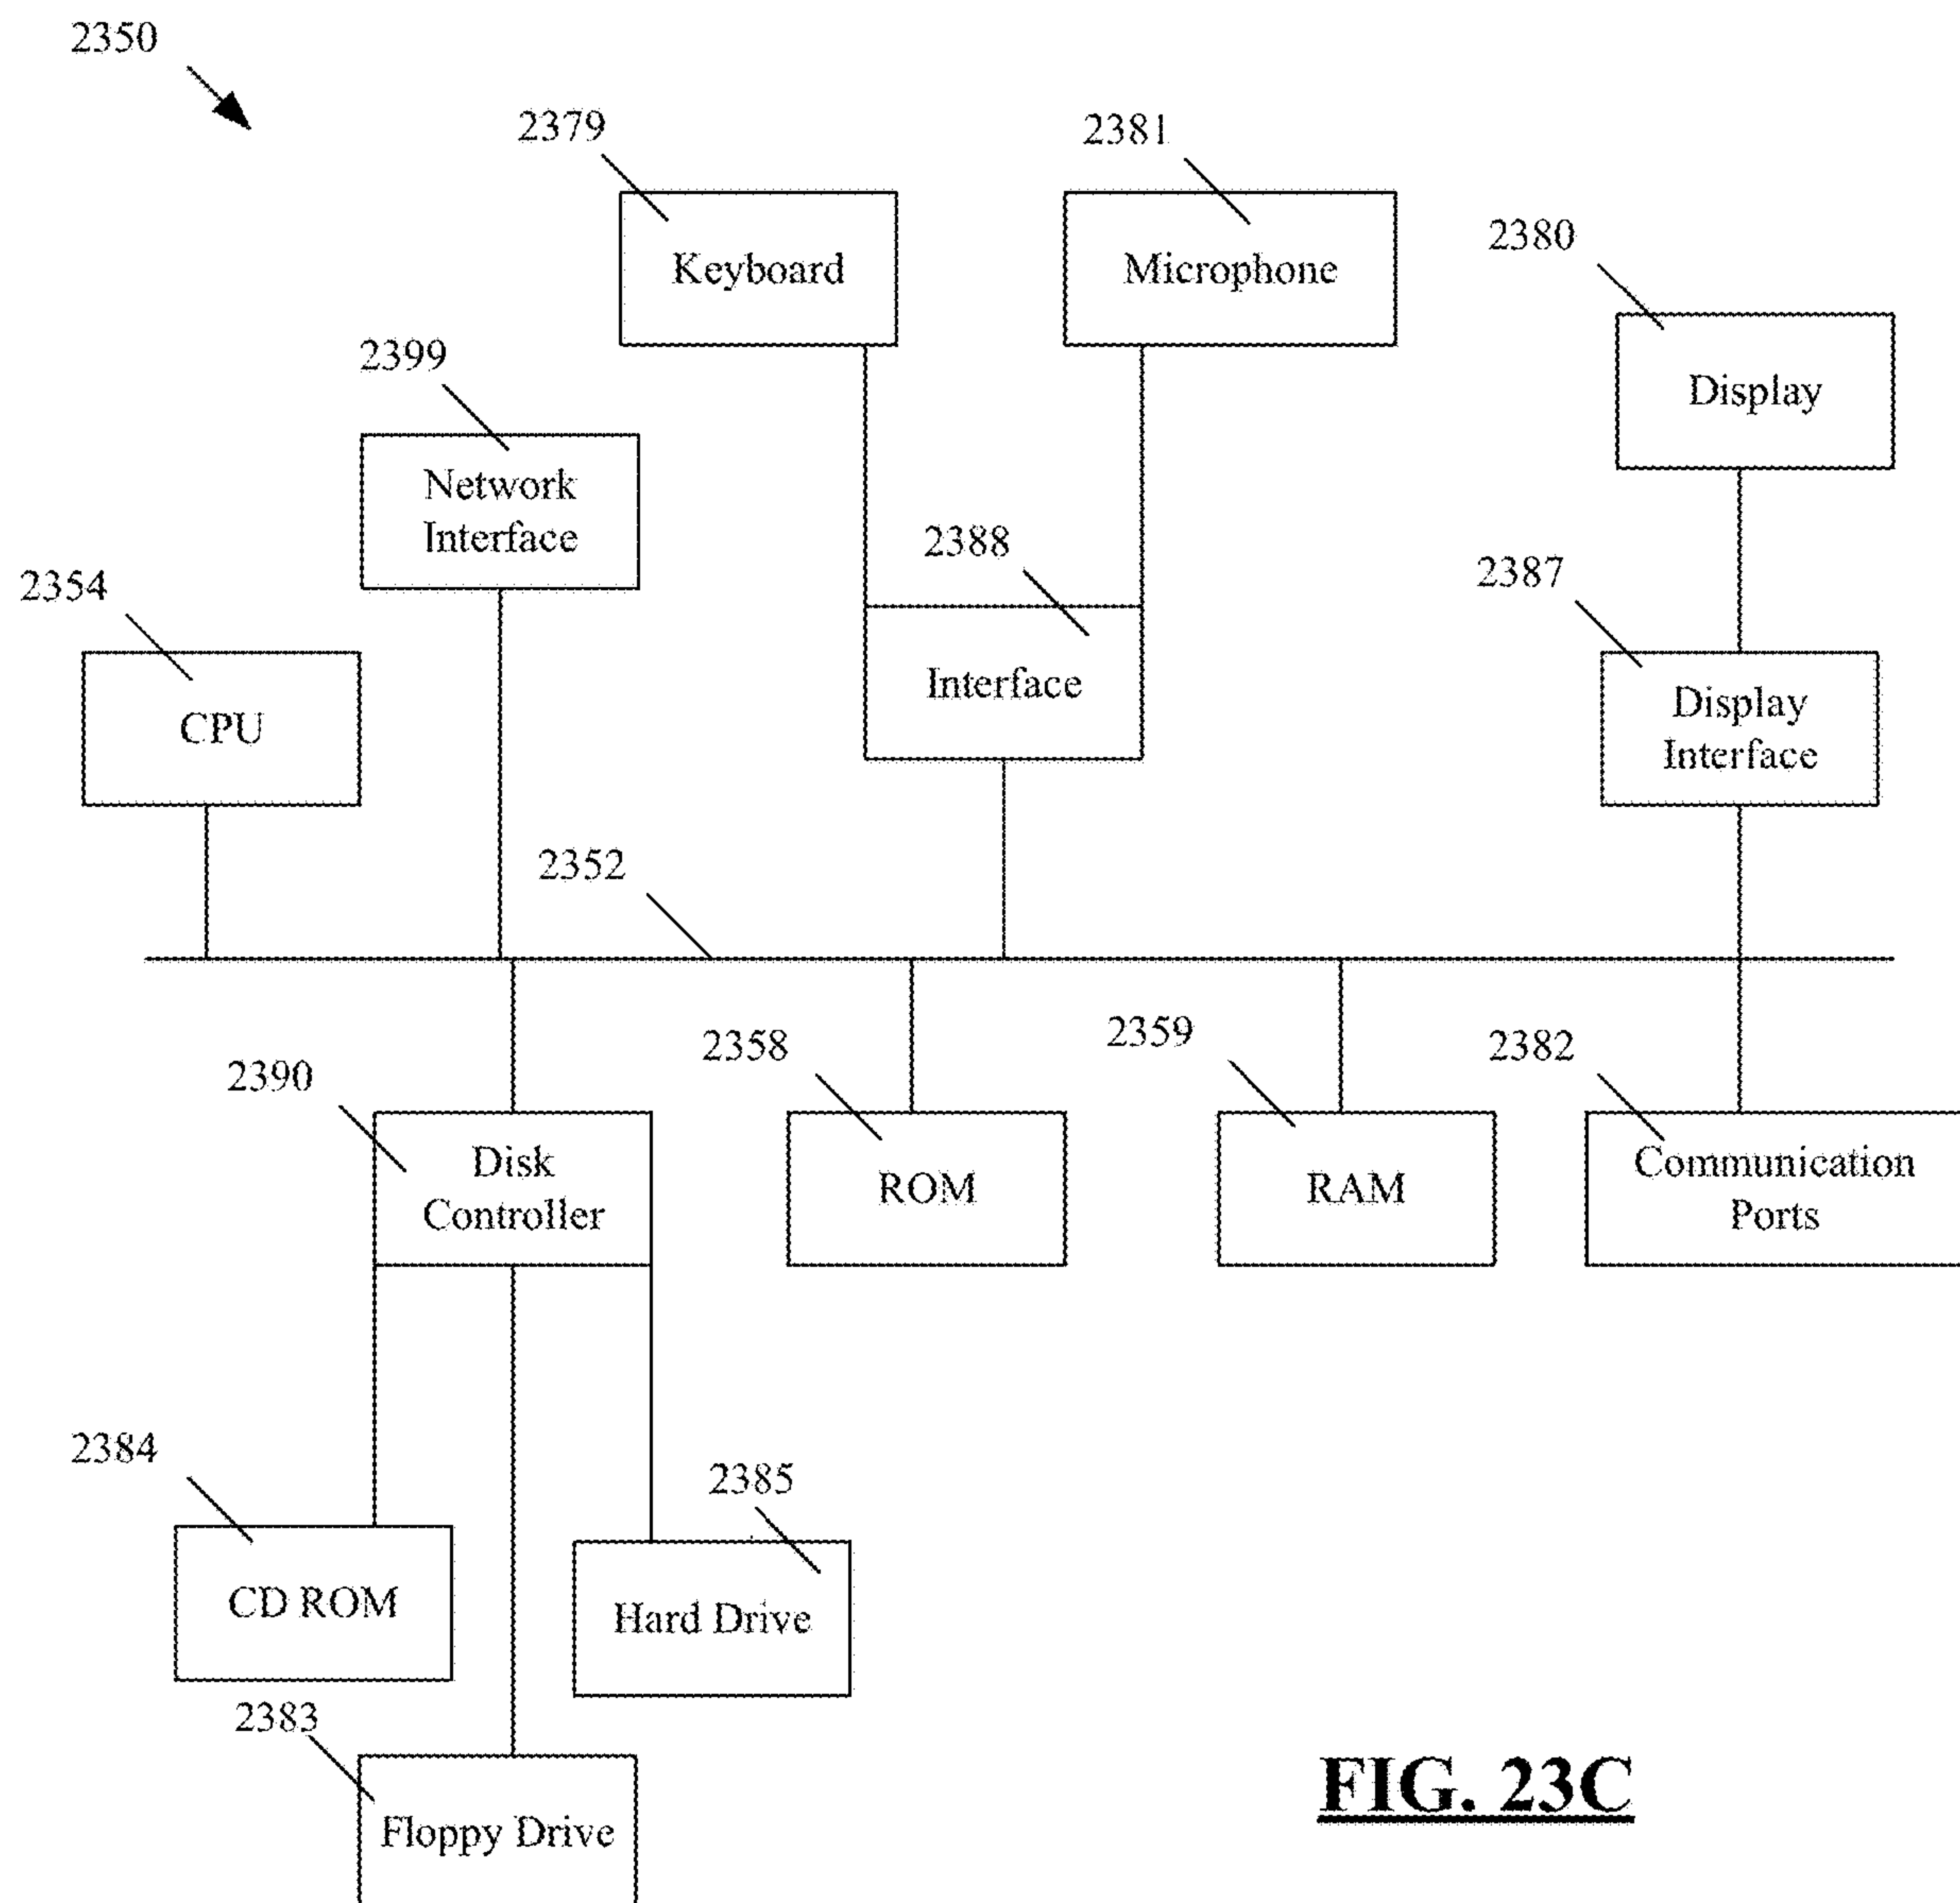 2350
2379
2381
Keyboard
Microphone
2380
Display
2399
Network
Interface
2388
Interface
2354
CPU
2387
Display
Interface
2352
2390
Disk
Controller
2358
ROM
2359
RAM
2382
Communication
Ports
2384
CD ROM
2385
Hard Drive
2383
Floppy Drive
FIG. 23C